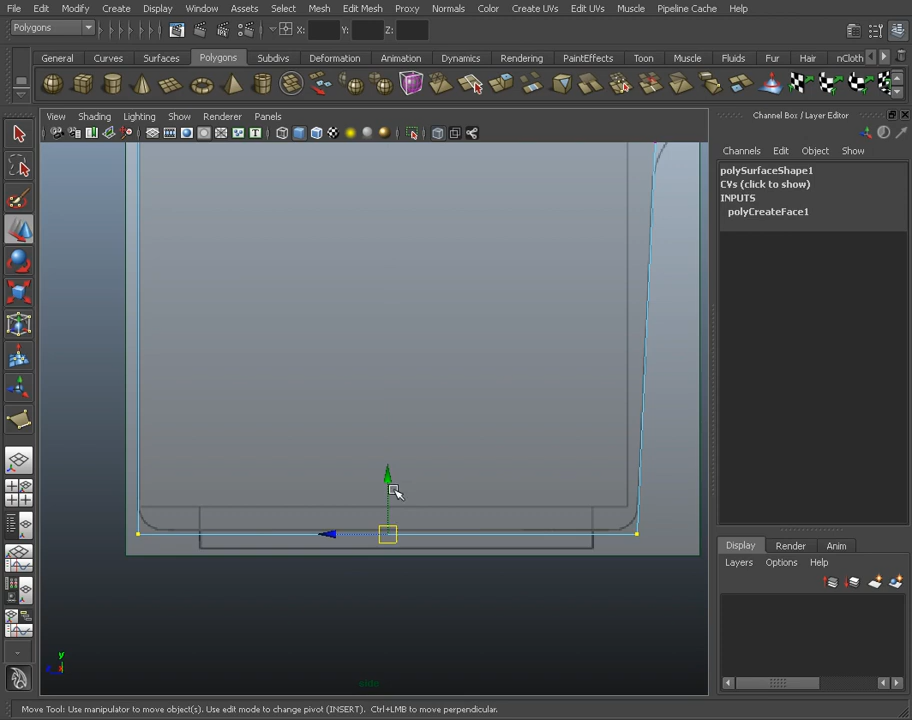 File Edit Modify Create Display Window Assets Select Mesh Edit Mesh Proxy Normals Color Create UVs Edit UVs Muscle Pipeline Cache Help
Polygons X: Y: Z:
General Curves Surfaces Polygons Subdivs Deformation Animation Dynamics Rendering PaintEffects Toon Muscle Fluids Fur Hair nCloth
View Shading Lighting Show Renderer Panels
Channel Box / Layer Editor
Channels Edit Object Show
polySurfaceShape1
CVs (click to show)
INPUTS
polyCreateFace1
Display Render Anim
Layers Options Help
y
side
Move Tool: Use manipulator to move object(s). Use edit mode to change pivot (INSERT). Ctrl+LMB to move perpendicular.